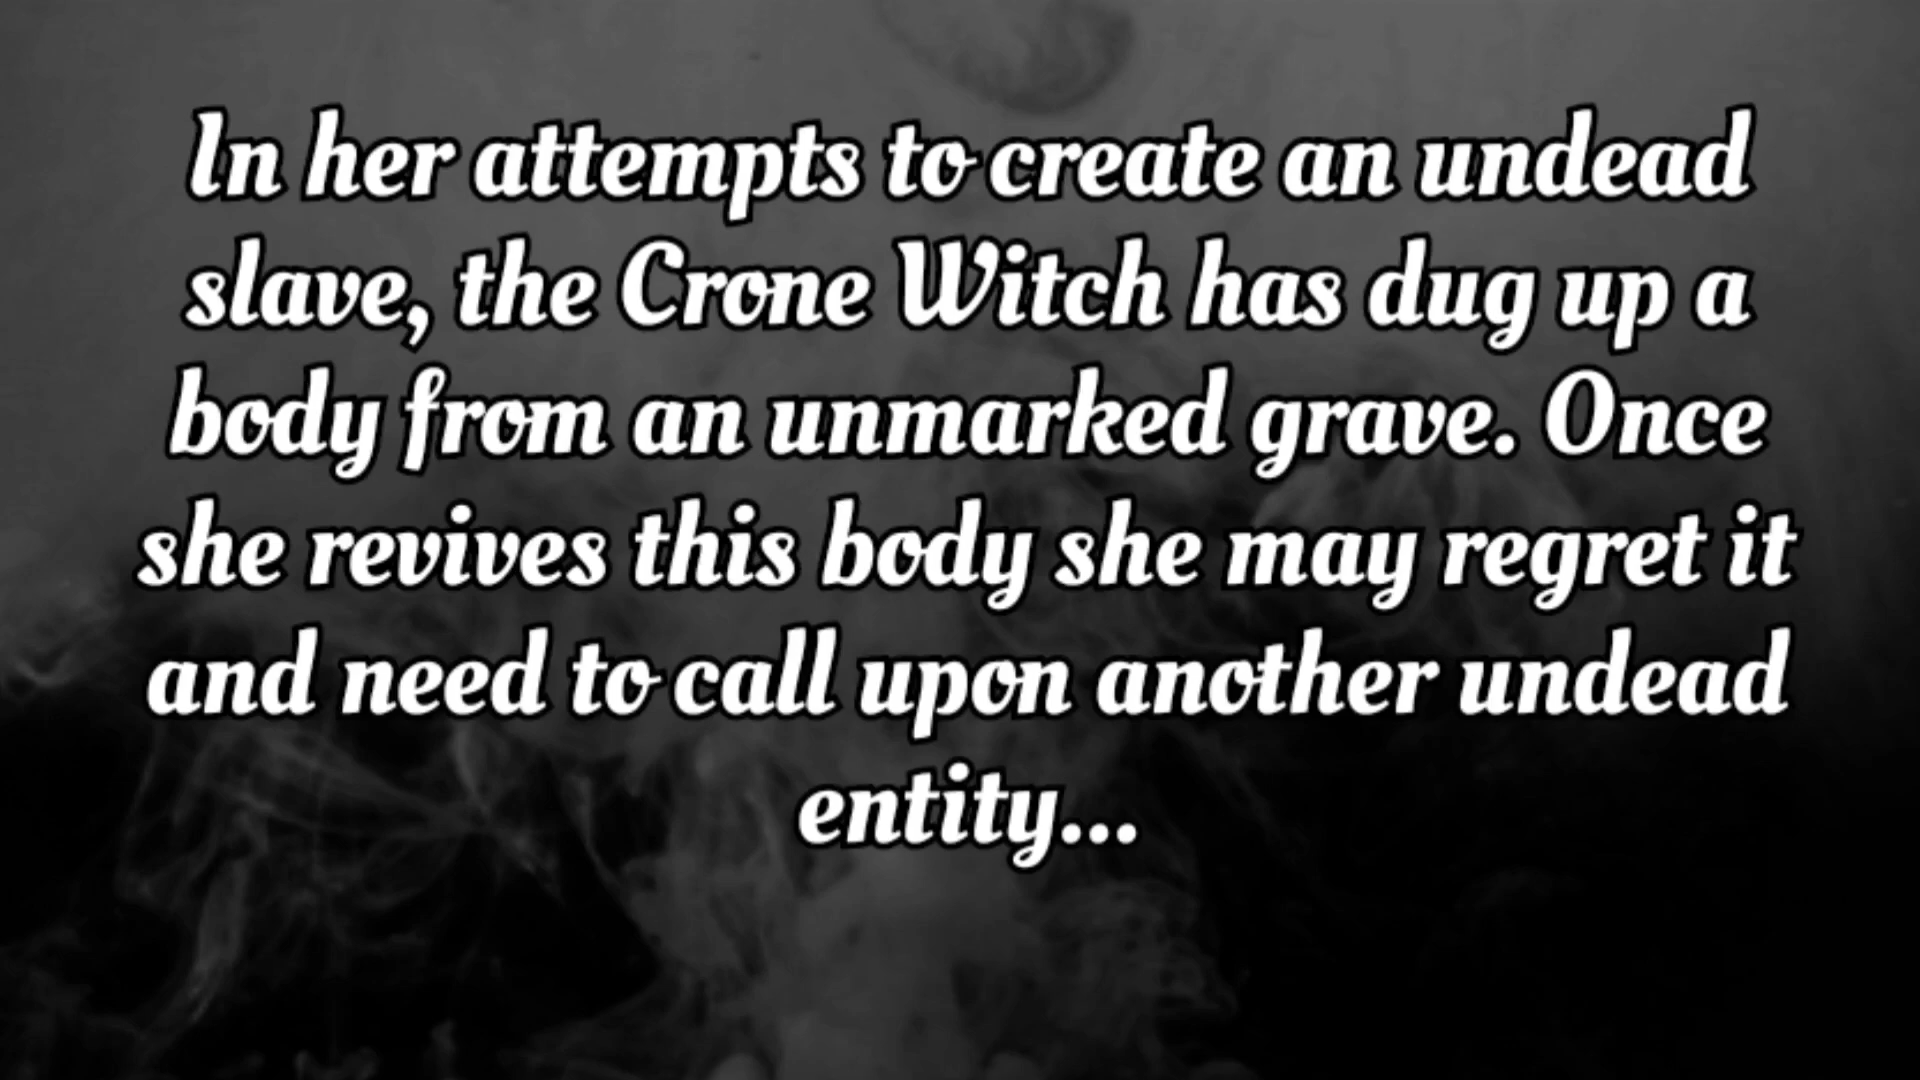 In her attempts to create an undead
slave, the Crone Witch has dug up a
body from an unmarked grave. Once
she revives this body she may regret it
and need to call upon another undead
entity...